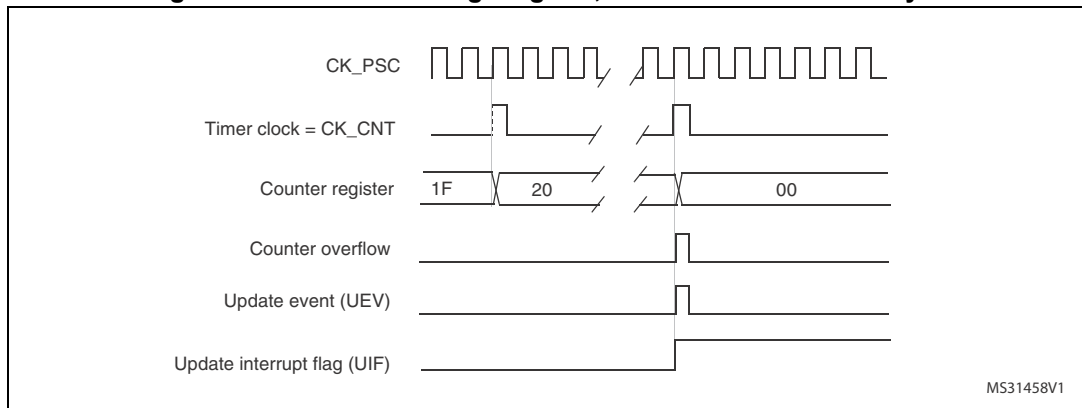 CK_PSC
Timer clock = CK_CNT
Counter register
1F
20
00
Counter overflow
Update event (UEV)
Update interrupt flag (UIF)
MS31458V1